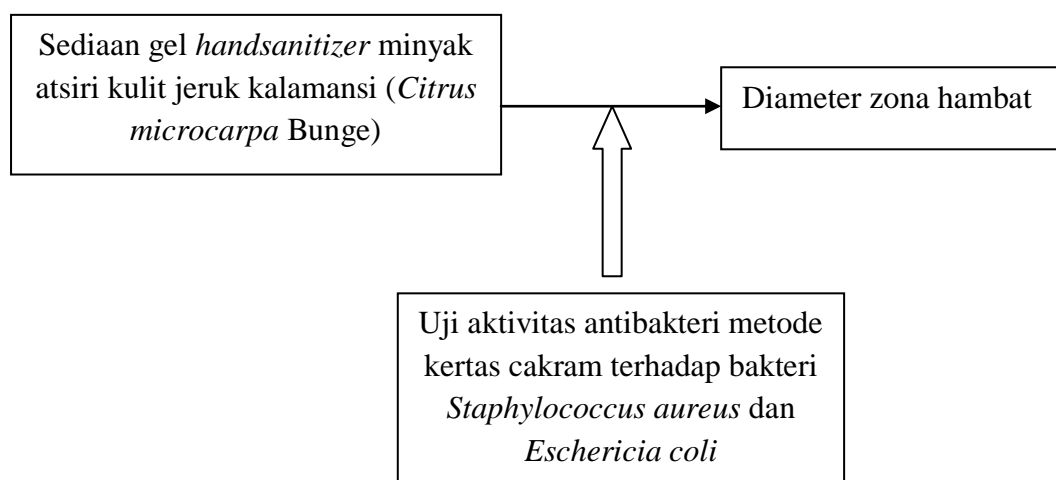 Sediaan gel handsanitizer minyak
atsiri kulit jeruk kalamansi (Citrus
microcarpa Bunge)
Diameter zona hambat
Uji aktivitas antibakteri metode
kertas cakram terhadap bakteri
Staphylococcus aureus dan
Eschericia coli